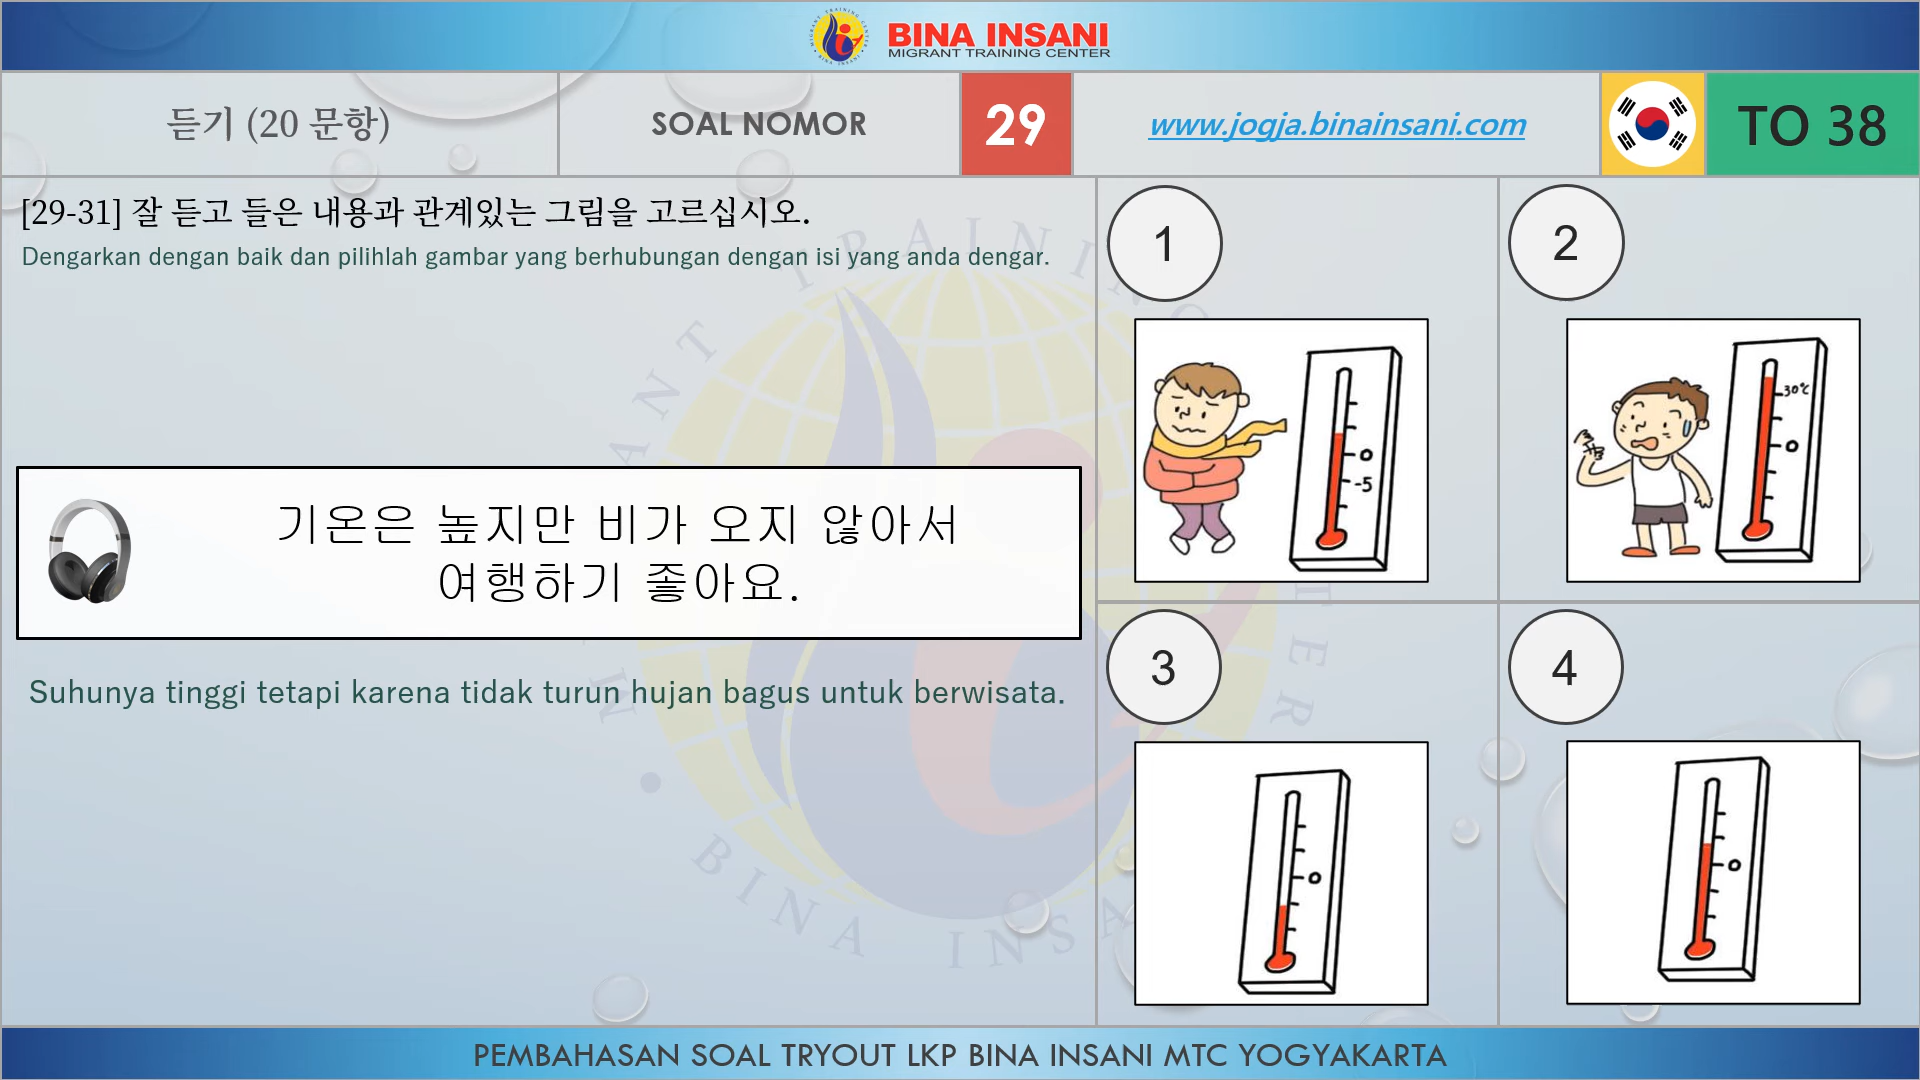 BINA INSANI
MIGRANT TRAINING CENTER
듣기 (20 문항)
SOAL NOMOR
29
www.jogja.binainsani.com
TO 38
[29-31] 잘 듣고 들은 내용과 관계있는 그림을 고르십시오.
Dengarkan dengan baik dan pilihlah gambar yang berhubungan dengan isi yang anda dengar.
기온은 높지만 비가 오지 않아서
여행하기 좋아요.
Suhunya tinggi tetapi karena tidak turun hujan bagus untuk berwisata.
1
0
-5
2
30℃
0
3
0
4
0
MIGRANT TRAINING CENTER • BINA INSANI •
PEMBAHASAN SOAL TRYOUT LKP BINA INSANI MTC YOGYAKARTA